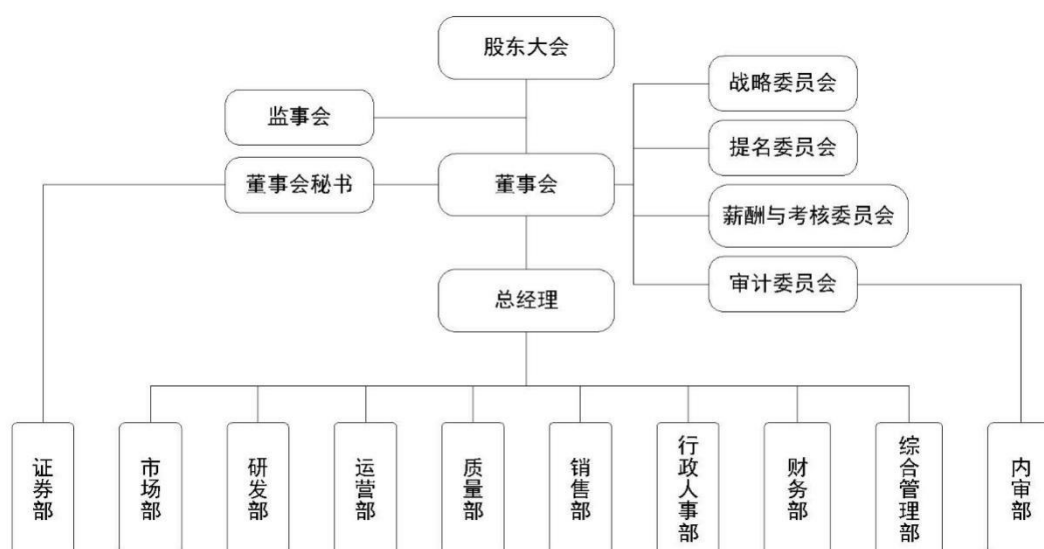 股东大会
战略委员会
监事会
提名委员会
董事会秘书
董事会
薪酬与考核委员会
审计委员会
总经理
证券部
市场部
研发部
运营部
质量部
销售部
行政人事部
财务部
综合管理部
内审部